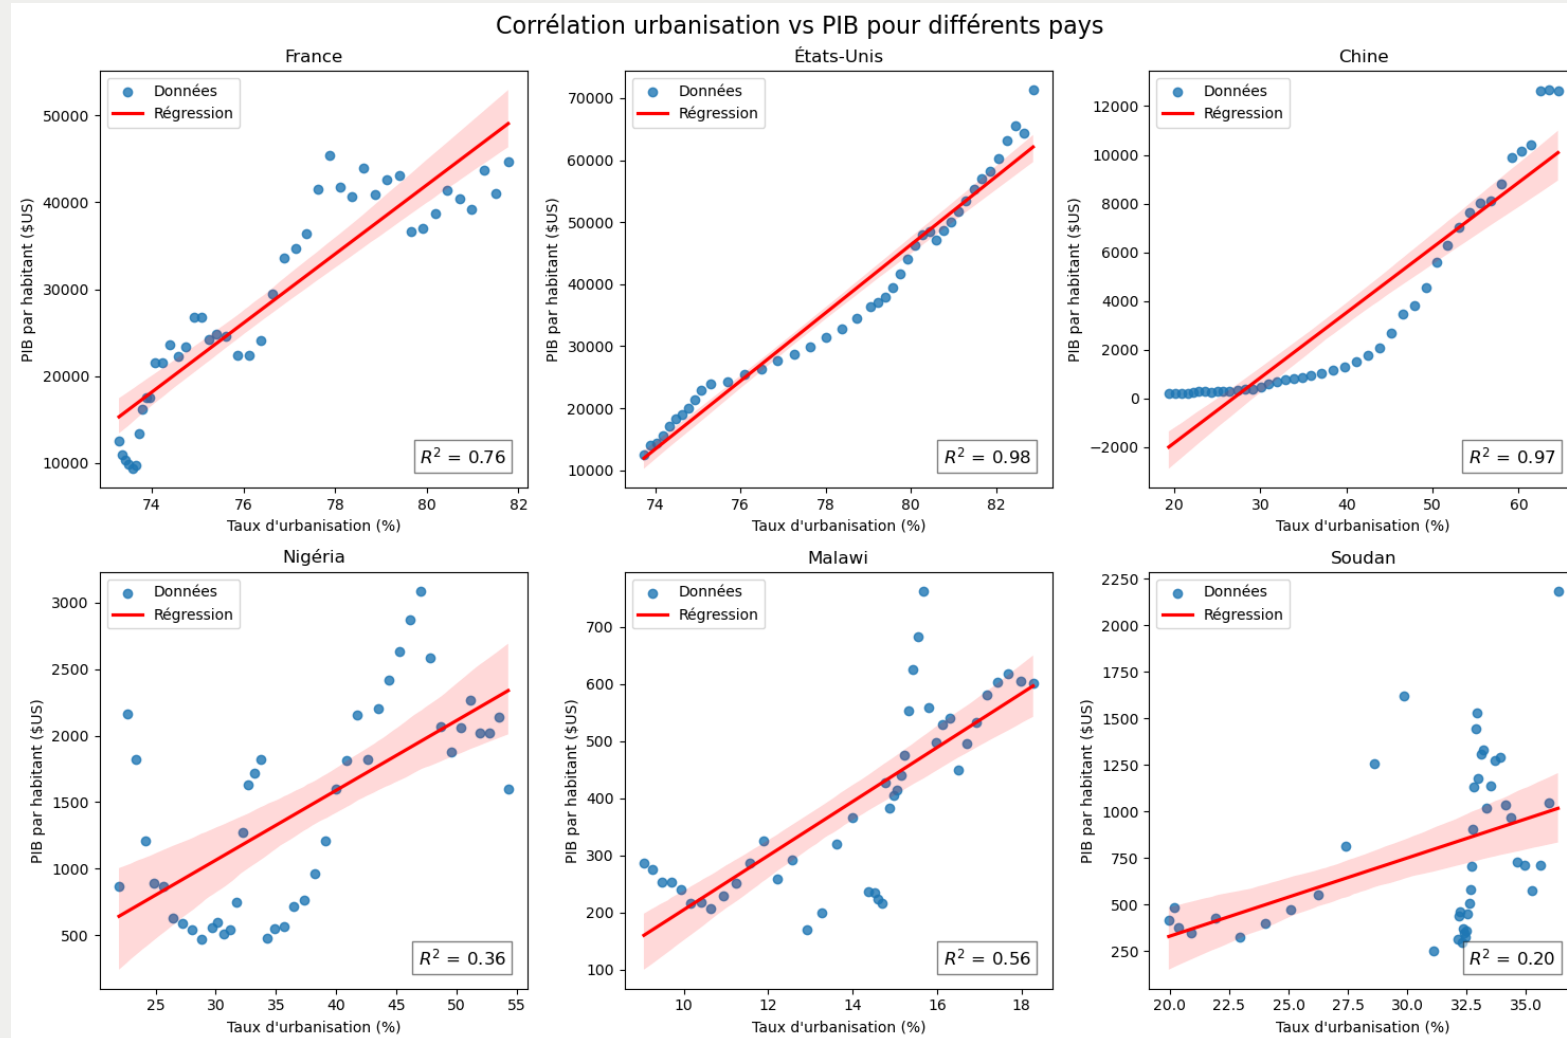 Corrélation urbanisation vs PIB pour différents pays
France
Données
Régression
50000
40000
30000
20000
10000
PIB par habitant ($US)
R² = 0.76
74 76 78 80 82
Taux d'urbanisation (%)
États-Unis
Données
Régression
70000
60000
50000
40000
30000
20000
10000
PIB par habitant ($US)
R² = 0.98
74 76 78 80 82
Taux d'urbanisation (%)
Chine
Données
Régression
12000
10000
8000
6000
4000
2000
0
−2000
PIB par habitant ($US)
R² = 0.97
20 30 40 50 60
Taux d'urbanisation (%)
Nigéria
Données
Régression
3000
2500
2000
1500
1000
500
PIB par habitant ($US)
R² = 0.36
25 30 35 40 45 50 55
Taux d'urbanisation (%)
Malawi
Données
Régression
700
600
500
400
300
200
100
PIB par habitant ($US)
R² = 0.56
10 12 14 16 18
Taux d'urbanisation (%)
Soudan
Données
Régression
2250
2000
1750
1500
1250
1000
750
500
250
PIB par habitant ($US)
R² = 0.20
20.0 22.5 25.0 27.5 30.0 32.5 35.0
Taux d'urbanisation (%)